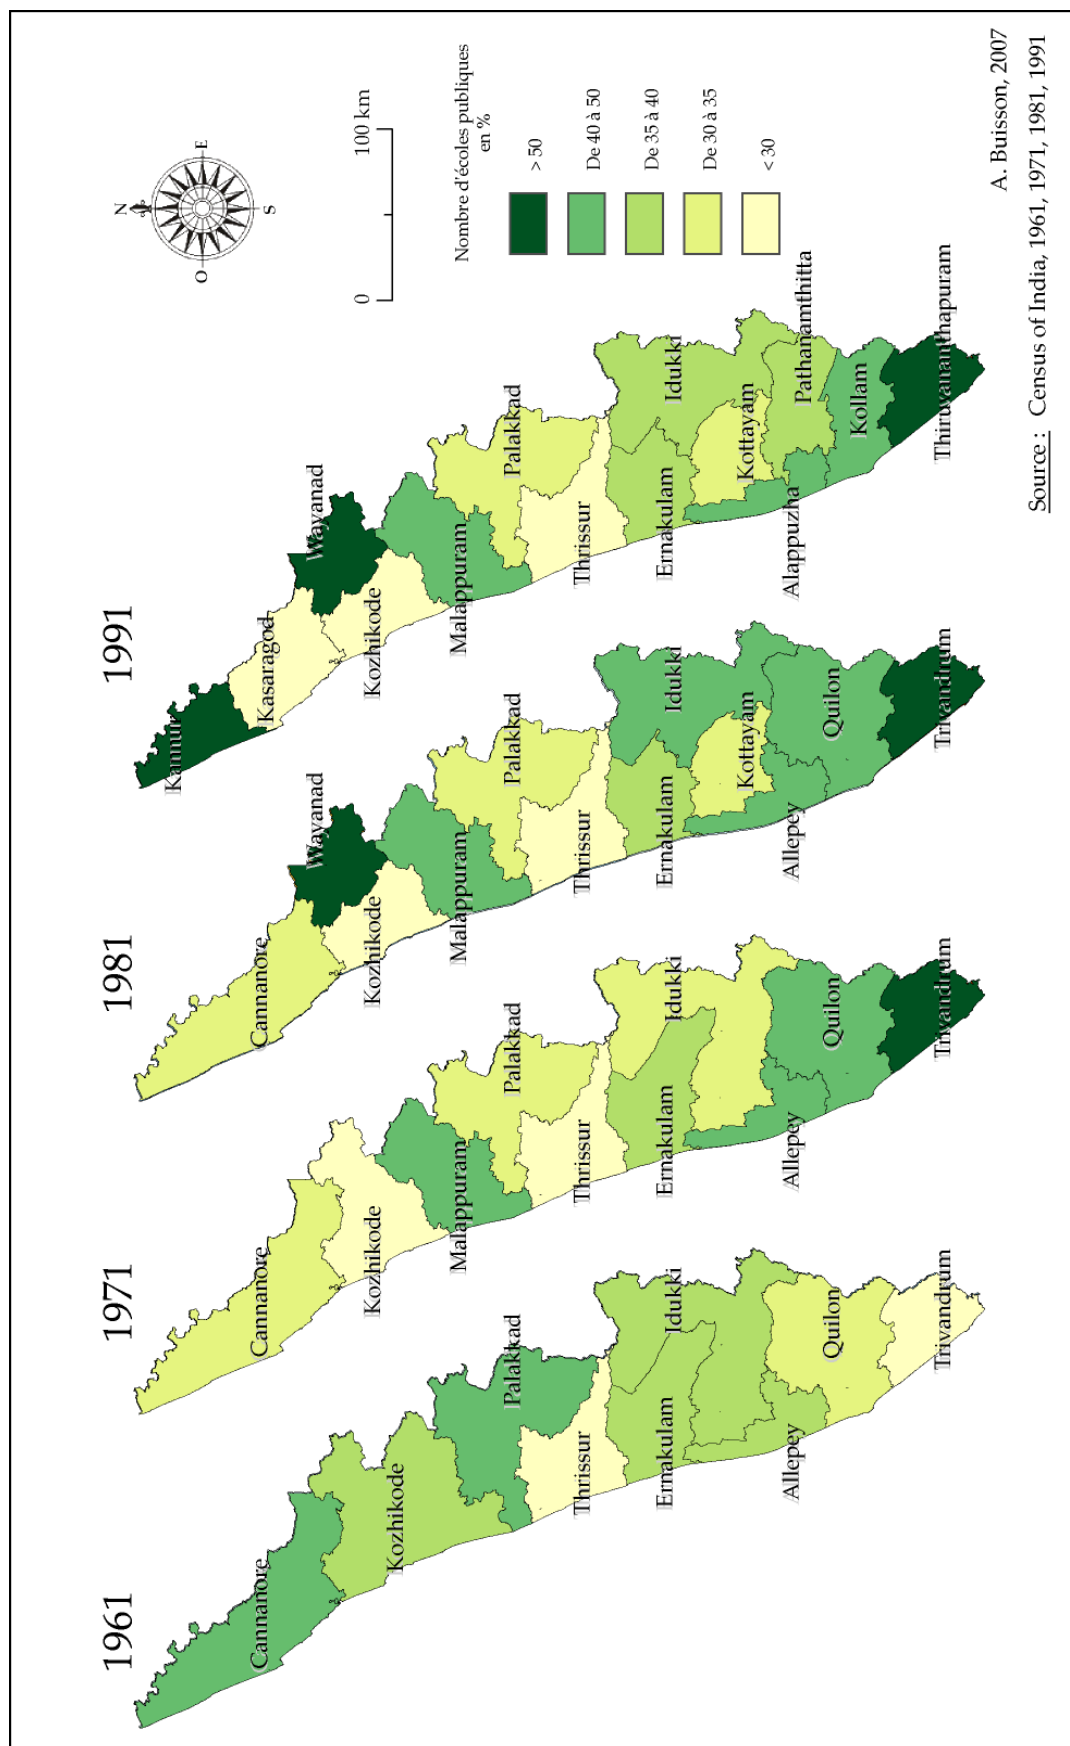 1961
Cannanore
Kozhikode
Palakkad
Thrissur
Ernakulam
Idukki
Allepey
Quilon
Trivandrum
1971
Cannanore
Kozhikode
Malappuram
Palakkad
Thrissur
Ernakulam
Idukki
Allepey
Quilon
Trivandrum
1981
Cannanore
Wayanad
Kozhikode
Malappuram
Palakkad
Thrissur
Ernakulam
Idukki
Kottayam
Allepey
Quilon
Trivandrum
1991
Kannur
Kasaragod
Wayanad
Kozhikode
Malappuram
Palakkad
Thrissur
Ernakulam
Idukki
Kottayam
Alappuzha
Pathanamthitta
Kollam
Thiruvananthapuram
N
O
E
S
0 100 km
Nombre d'écoles publiques
en %
> 50
De 40 à 50
De 35 à 40
De 30 à 35
< 30
A. Buisson, 2007
Source : Census of India, 1961, 1971, 1981, 1991